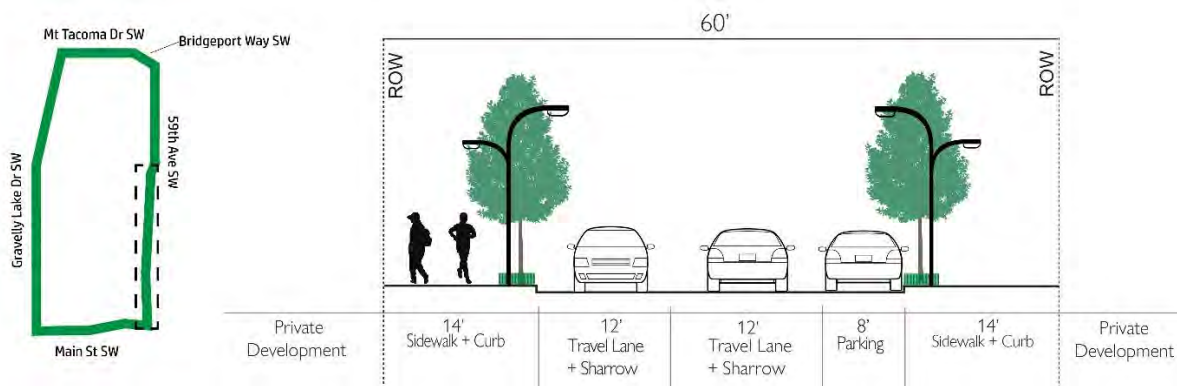 Mt Tacoma Dr SW
Bridgeport Way SW
59th Ave SW
Gravelly Lake Dr SW
Main St SW
60'
ROW
ROW
Private
Development
14'
Sidewalk + Curb
12'
Travel Lane
+ Sharrow
12'
Travel Lane
+ Sharrow
8'
Parking
14'
Sidewalk + Curb
Private
Development